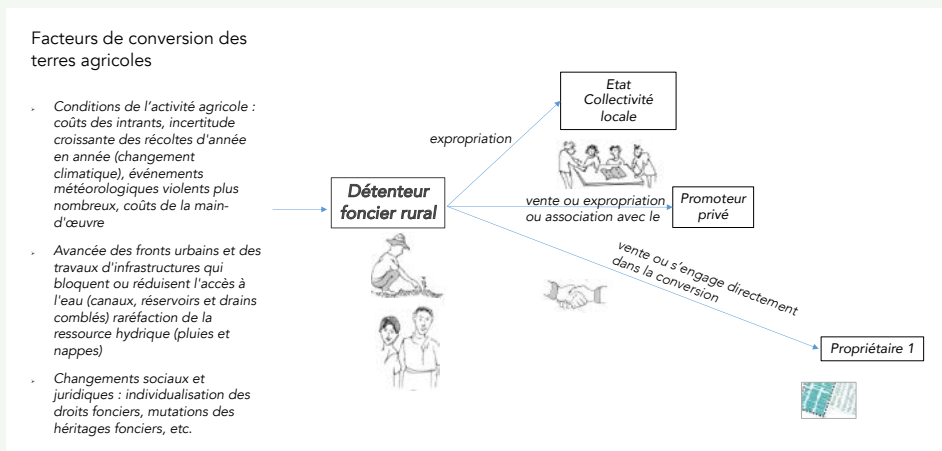 Facteurs de conversion des
terres agricoles
Conditions de l'activité agricole :
coûts des intrants, incertitude
croissante des récoltes d'année
en année (changement
climatique), événements
météorologiques violents plus
nombreux, coûts de la main-
d'œuvre
Avancée des fronts urbains et des
travaux d'infrastructures qui
bloquent ou réduisent l'accès à
l'eau (canaux, réservoirs et drains
comblés) raréfaction de la
ressource hydrique (pluies et
nappes)
Changements sociaux et
juridiques : individualisation des
droits fonciers, mutations des
héritages fonciers, etc.
Détenteur
foncier rural
expropriation
Etat
Collectivité
locale
vente ou expropriation
ou association avec le
Promoteur
privé
vente ou s'engage directement
dans la conversion
Propriétaire 1